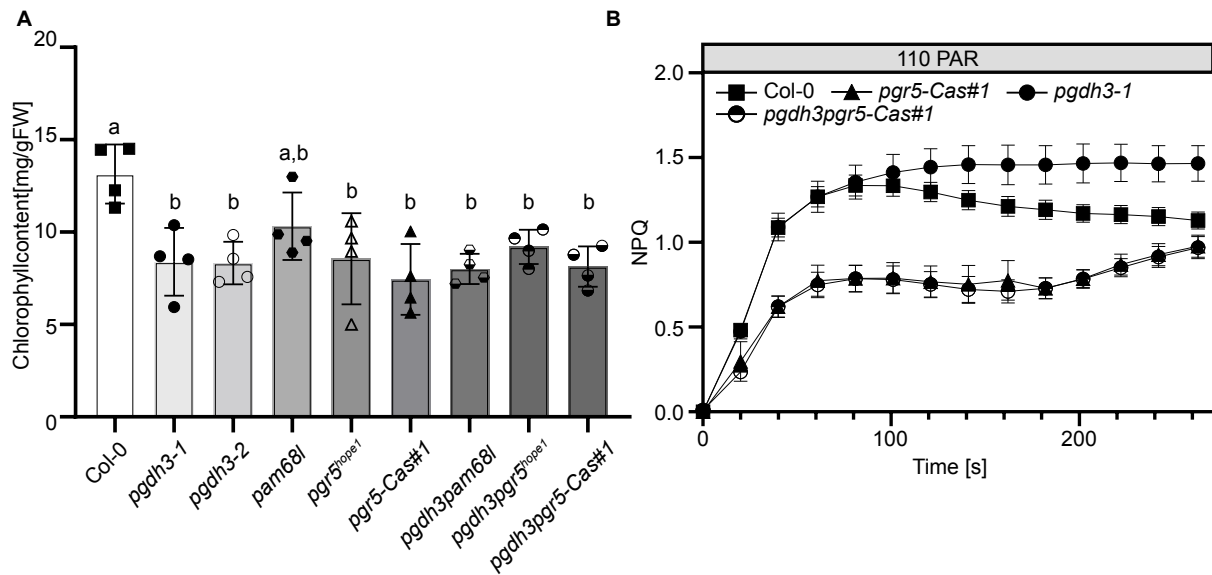 A
B
20
15
10
5
0
Chlorophyllcontent[mg/gFW]
a
b
b
a,b
b
b
b
b
b
Col-0
pgdh3-1
pgdh3-2
pam68l
pgr5hope1
pgr5-Cas#1
pgdh3pam68l
pgdh3pgr5hope1
pgdh3pgr5-Cas#1
110 PAR
Col-0 pgr5-Cas#1 pgdh3-1
pgdh3pgr5-Cas#1
2.0
1.5
1.0
0.5
0.0
NPQ
0 100 200
Time [s]